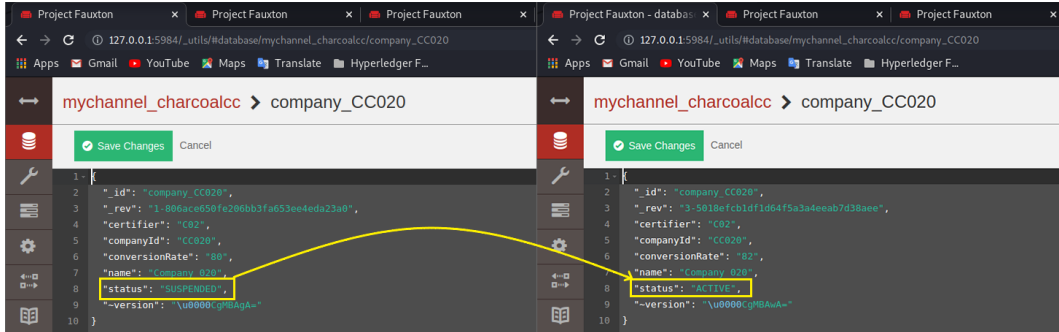 Project Fauxton
Project Fauxton
Project Fauxton
127.0.0.1:5984/_utils/#database/mychannel_charcoalcc/company_CC020
Apps
Gmail
YouTube
Maps
Translate
Hyperledger F...
mychannel_charcoalcc > company_CC020
Save Changes
Cancel
1 {
2 "_id": "company_CC020",
3 "_rev": "1-806ace650fe206bb3fa653ee4eda23a0",
4 "certifier": "C02",
5 "companyId": "CC020",
6 "conversionRate": "80",
7 "name": "Company 020",
8 "status": "SUSPENDED",
9 "~version": "\u0000CgMBAgA="
10 }
Project Fauxton - databas
Project Fauxton
Project Fauxton
127.0.0.1:5984/_utils/#database/mychannel_charcoalcc/company_CC020
Apps
Gmail
YouTube
Maps
Translate
Hyperledger F...
mychannel_charcoalcc > company_CC020
Save Changes
Cancel
1 {
2 "_id": "company_CC020",
3 "_rev": "3-5018efcb1df1d64f5a3a4eeab7d38aee",
4 "certifier": "C02",
5 "companyId": "CC020",
6 "conversionRate": "82",
7 "name": "Company 020",
8 "status": "ACTIVE",
9 "~version": "\u0000CgMBAwA="
10 }